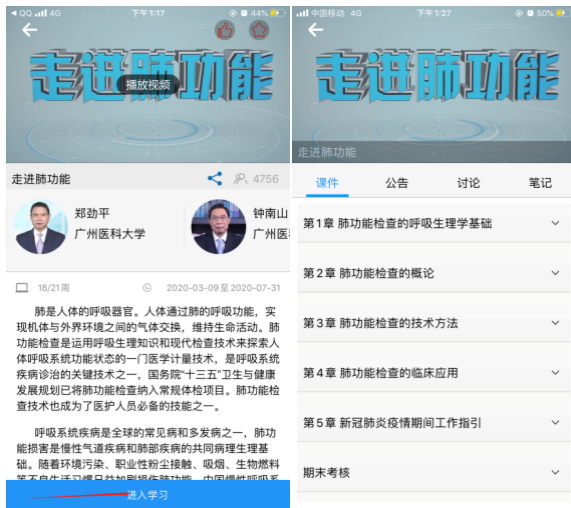 QQ 4G 下午1:17 44%
走进肺功能
播放视频
走进肺功能 4756
郑劲平
广州医科大学
钟南山
广州医
18/21周 2020-03-09至2020-07-31
肺是人体的呼吸器官。人体通过肺的呼吸功能，实
现机体与外界环境之间的气体交换，维持生命活动。肺
功能检查是运用呼吸生理知识和现代检查技术来探索人
体呼吸系统功能状态的一门医学计量技术，是呼吸系统
疾病诊治的关键技术之一，国务院“十三五”卫生与健康
发展规划已将肺功能检查纳入常规体检项目。肺功能检
查技术也成为了医护人员必备的技能之一。
呼吸系统疾病是全球的常见病和多发病之一，肺功
能损害是慢性气道疾病和肺部疾病的共同病理生理基
础。随着环境污染、职业性粉尘接触、吸烟、生物燃料
进入学习
中国移动 4G 下午1:27 50%
走进肺功能
走进肺功能
课件 公告 讨论 笔记
第1章 肺功能检查的呼吸生理学基础
第2章 肺功能检查的概论
第3章 肺功能检查的技术方法
第4章 肺功能检查的临床应用
第5章 新冠肺炎疫情期间工作指引
期末考核